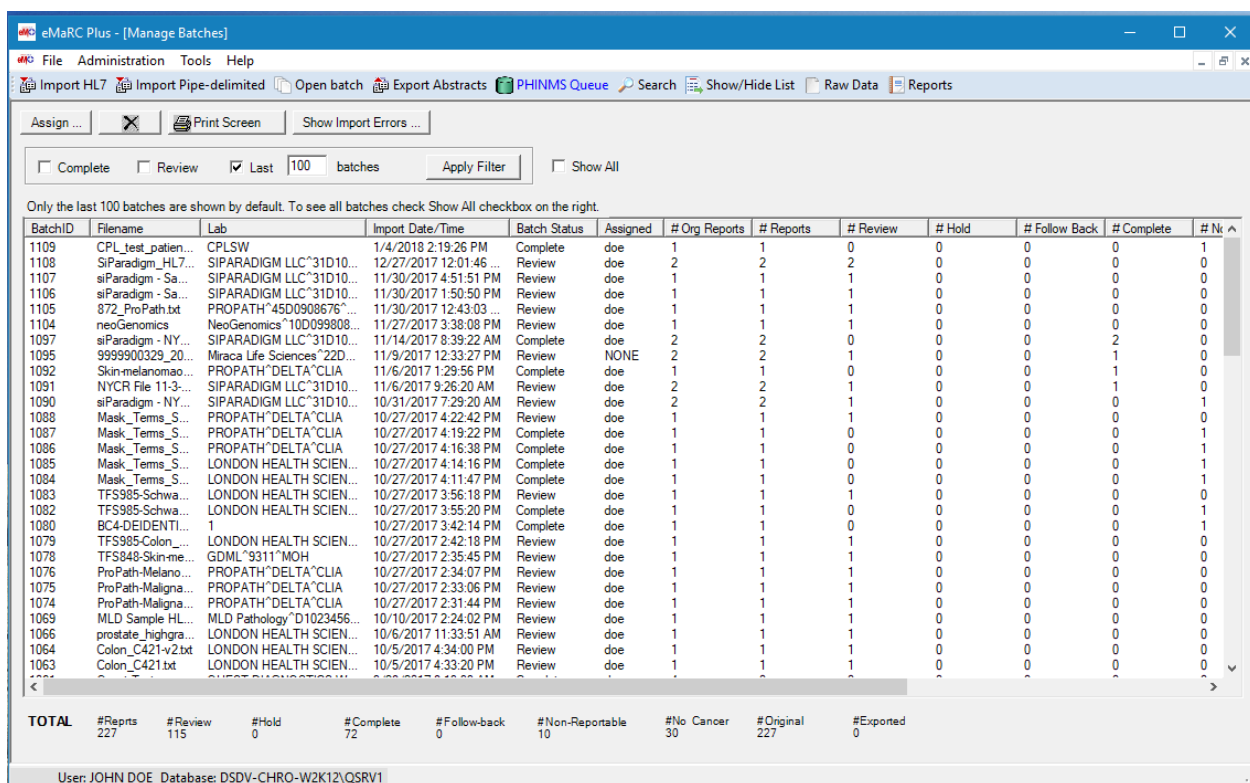 eMaRC Plus - [Manage Batches]
File Administration Tools Help
Import HL7 Import Pipe-delimited Open batch Export Abstracts PHINMS Queue Search Show/Hide List Raw Data Reports
Assign ... Print Screen Show Import Errors ...
Complete Review Last 100 batches Apply Filter Show All
Only the last 100 batches are shown by default. To see all batches check Show All checkbox on the right.
BatchID Filename Lab Import Date/Time Batch Status Assigned # Org Reports # Reports # Review # Hold # Follow Back # Complete # No
1109 CPL_test_patien... CPLSW 1/4/2018 2:19:26 PM Complete doe 1 1 0 0 0 0 1
1108 SiParadigm_HL7... SIPARADIGM LLC^31D10... 12/27/2017 12:01:46 ... Review doe 2 2 2 0 0 0 0
1107 siParadigm - Sa... SIPARADIGM LLC^31D10... 11/30/2017 4:51:51 PM Review doe 1 1 1 0 0 0 0
1106 siParadigm - Sa... SIPARADIGM LLC^31D10... 11/30/2017 1:50:50 PM Review doe 1 1 1 0 0 0 0
1105 872_ProPath.txt PROPATH^45D0908676^... 11/30/2017 12:43:03 ... Review doe 1 1 1 0 0 0 0
1104 neoGenomics NeoGenomics^10D099808... 11/27/2017 3:38:08 PM Review doe 1 1 1 0 0 0 0
1097 siParadigm - NY... SIPARADIGM LLC^31D10... 11/14/2017 8:39:22 AM Complete doe 2 2 0 0 0 2 0
1095 9999900329_20... Miraca Life Sciences^22D... 11/9/2017 12:33:27 PM Review NONE 2 2 1 0 0 1 0
1092 Skin-melanomao... PROPATH^DELTA^CLIA 11/6/2017 1:29:56 PM Complete doe 1 1 0 0 0 1 0
1091 NYCR File 11-3-... SIPARADIGM LLC^31D10... 11/6/2017 9:26:20 AM Review doe 2 2 1 0 0 1 0
1090 siParadigm - NY... SIPARADIGM LLC^31D10... 10/31/2017 7:29:20 AM Review doe 2 2 1 0 0 0 1
1088 Mask_Terms_S... PROPATH^DELTA^CLIA 10/27/2017 4:22:42 PM Review doe 1 1 1 0 0 0 0
1087 Mask_Terms_S... PROPATH^DELTA^CLIA 10/27/2017 4:19:22 PM Complete doe 1 1 0 0 0 0 1
1086 Mask_Terms_S... PROPATH^DELTA^CLIA 10/27/2017 4:16:38 PM Complete doe 1 1 0 0 0 0 1
1085 Mask_Terms_S... LONDON HEALTH SCIEN... 10/27/2017 4:14:16 PM Complete doe 1 1 0 0 0 0 1
1084 Mask_Terms_S... LONDON HEALTH SCIEN... 10/27/2017 4:11:47 PM Complete doe 1 1 0 0 0 0 1
1083 TFS985-Schwa... LONDON HEALTH SCIEN... 10/27/2017 3:56:18 PM Review doe 1 1 1 0 0 0 0
1082 TFS985-Schwa... LONDON HEALTH SCIEN... 10/27/2017 3:55:20 PM Complete doe 1 1 0 0 0 0 1
1080 BC4-DEIDENTI... 1 10/27/2017 3:42:14 PM Complete doe 1 1 0 0 0 0 1
1079 TFS985-Colon_... LONDON HEALTH SCIEN... 10/27/2017 2:42:18 PM Review doe 1 1 1 0 0 0 0
1078 TFS848-Skin-me... GDML^9311^MOH 10/27/2017 2:35:45 PM Review doe 1 1 1 0 0 0 0
1076 ProPath-Melano... PROPATH^DELTA^CLIA 10/27/2017 2:34:07 PM Review doe 1 1 1 0 0 0 0
1075 ProPath-Maligna... PROPATH^DELTA^CLIA 10/27/2017 2:33:06 PM Review doe 1 1 1 0 0 0 0
1074 ProPath-Maligna... PROPATH^DELTA^CLIA 10/27/2017 2:31:44 PM Review doe 1 1 1 0 0 0 0
1069 MLD Sample HL... MLD Pathology^D1023456... 10/10/2017 2:24:02 PM Review doe 1 1 1 0 0 0 0
1066 prostate_highgra... LONDON HEALTH SCIEN... 10/6/2017 11:33:51 AM Review doe 1 1 1 0 0 0 0
1064 Colon_C421-v2.txt LONDON HEALTH SCIEN... 10/5/2017 4:34:00 PM Review doe 1 1 1 0 0 0 0
1063 Colon_C421.txt LONDON HEALTH SCIEN... 10/5/2017 4:33:20 PM Review doe 1 1 1 0 0 0 0
TOTAL #Reprts #Review #Hold #Complete #Follow-back #Non-Reportable #No Cancer #Original #Exported
227 115 0 72 0 10 30 227 0
User: JOHN DOE Database: DSDV-CHRO-W2K12\QSRV1